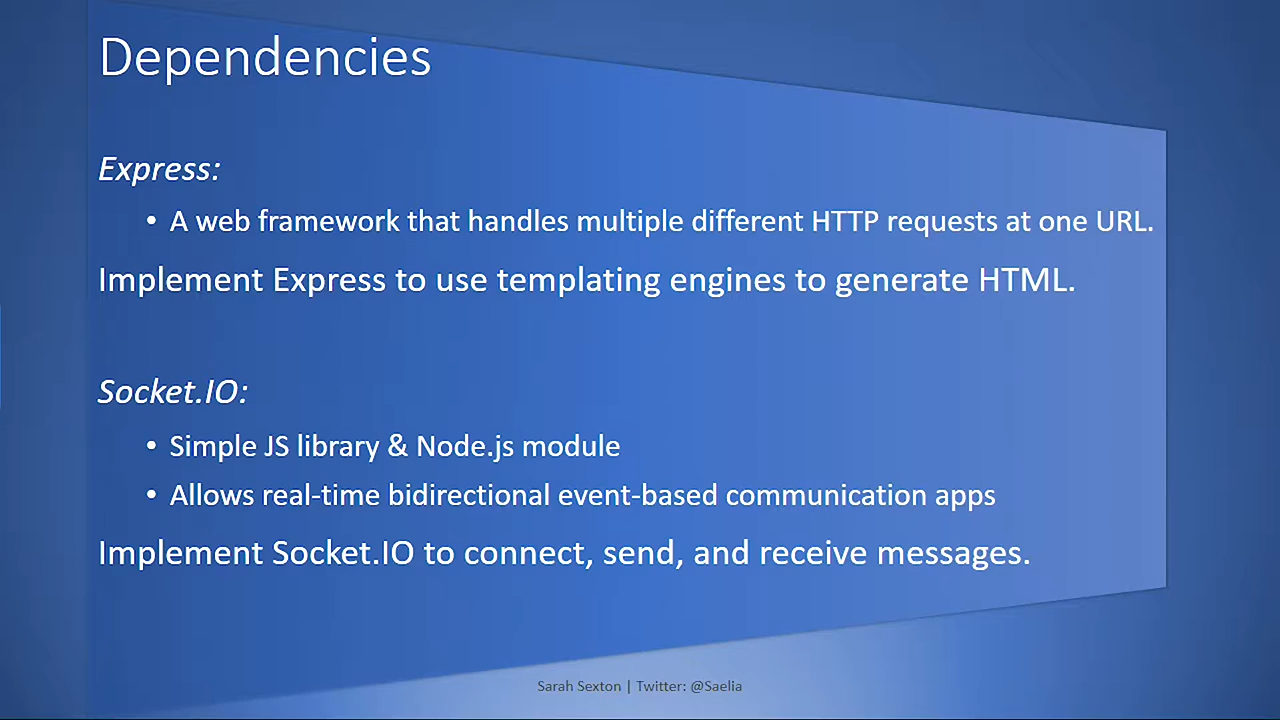 Dependencies
Express:
• A web framework that handles multiple different HTTP requests at one URL.
Implement Express to use templating engines to generate HTML.
Socket.IO:
• Simple JS library & Node.js module
• Allows real-time bidirectional event-based communication apps
Implement Socket.IO to connect, send, and receive messages.
Sarah Sexton | Twitter: @Saelia